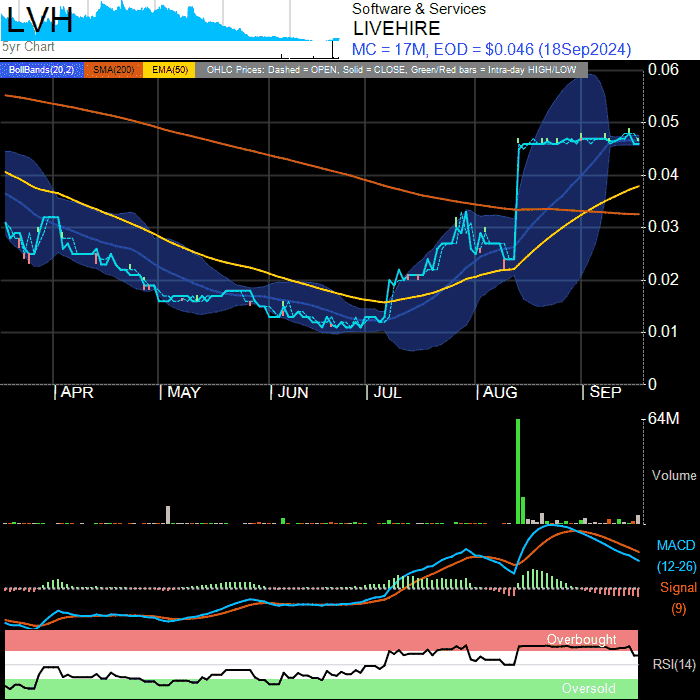 LVH
5yr Chart
Software & Services
LIVEHIRE
MC = 17M, EOD = $0.046 (18Sep2024)
BollBands(20,2) SMA(200) EMA(50) OHLC Prices: Dashed = OPEN, Solid = CLOSE, Green/Red bars = Intra-day HIGH/LOW
0.06
0.05
0.04
0.03
0.02
0.01
0
APR MAY JUN JUL AUG SEP
64M
Volume
MACD
(12-26)
Signal
(9)
Overbought
RSI(14)
Oversold